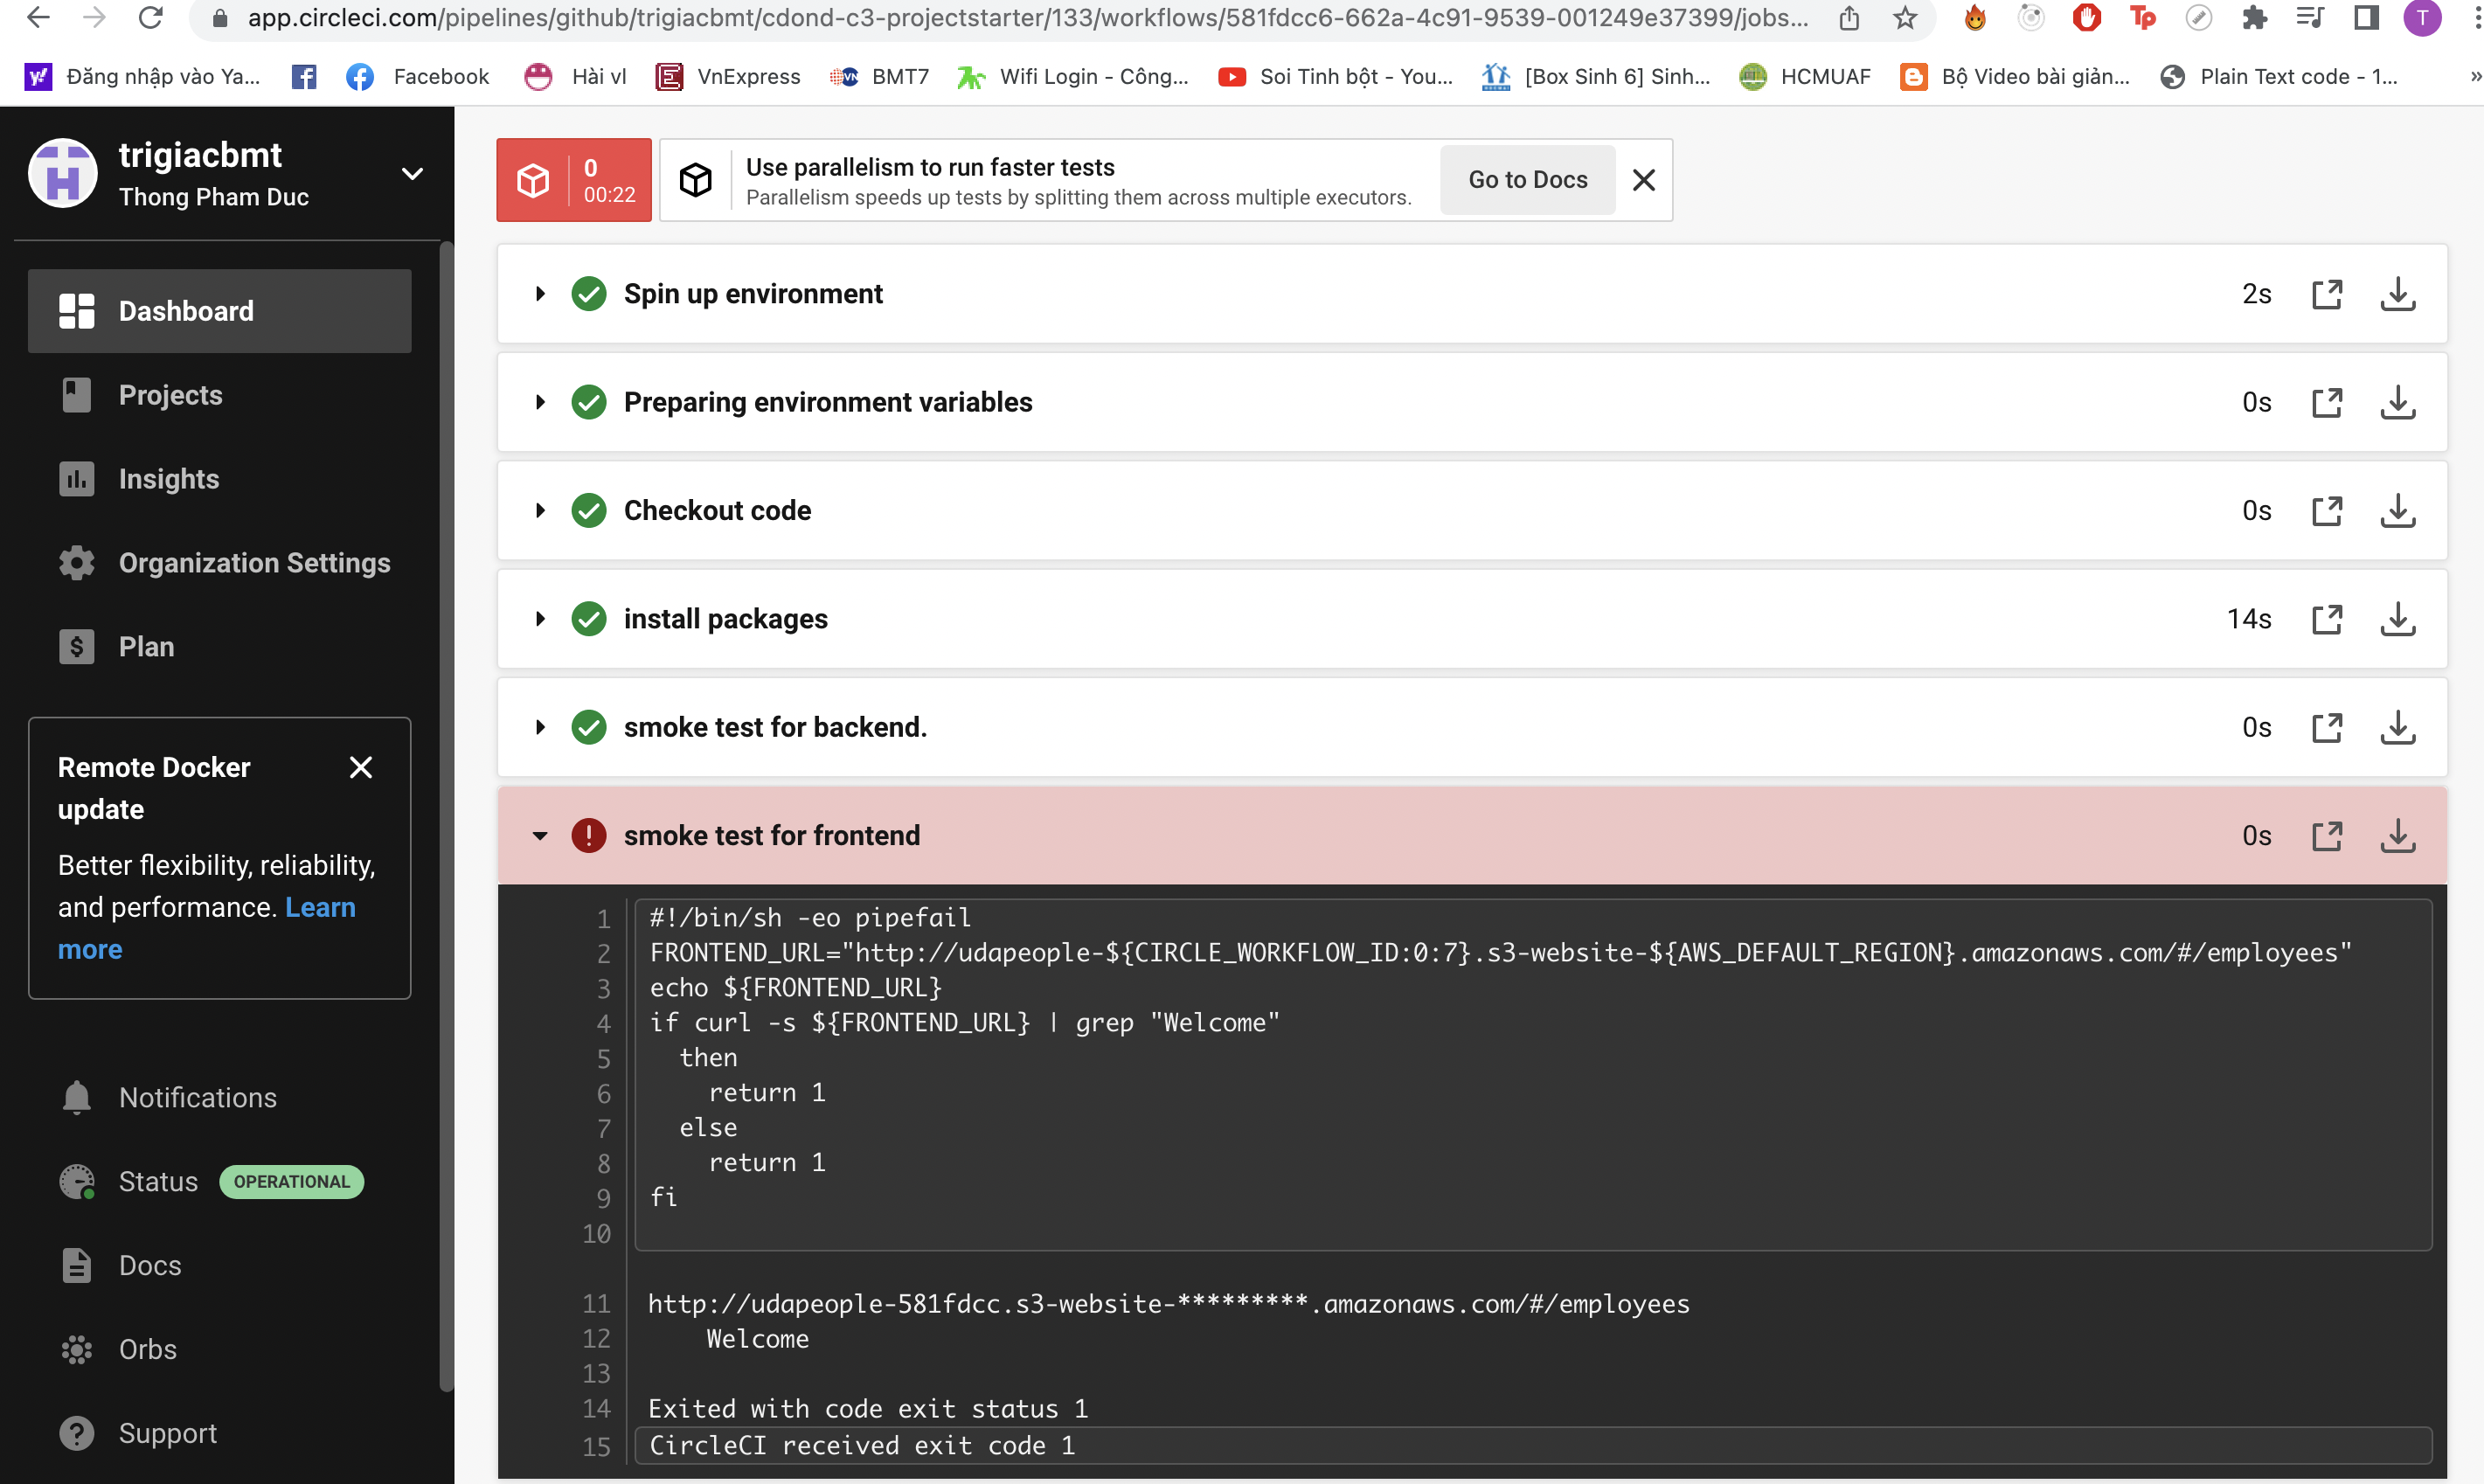 app.circleci.com/pipelines/github/trigiacbmt/cdond-c3-projectstarter/133/workflows/581fdcc6-662a-4c91-9539-001249e37399/jobs...
T
Đăng nhập vào Ya...
Facebook
Hài vl
VnExpress
BMT7
Wifi Login - Công...
Soi Tinh bột - You...
[Box Sinh 6] Sinh...
HCMUAF
Bộ Video bài giản...
Plain Text code - 1...
»
trigiacbmt
Thong Pham Duc
Dashboard
Projects
Insights
Organization Settings
Plan
Remote Docker
update
Better flexibility, reliability,
and performance. Learn
more
Notifications
Status OPERATIONAL
Docs
Orbs
Support
0
00:22
Use parallelism to run faster tests
Parallelism speeds up tests by splitting them across multiple executors.
Go to Docs
Spin up environment 2s
Preparing environment variables 0s
Checkout code 0s
install packages 14s
smoke test for backend. 0s
smoke test for frontend 0s
1 #!/bin/sh -eo pipefail
2 FRONTEND_URL="http://udapeople-${CIRCLE_WORKFLOW_ID:0:7}.s3-website-${AWS_DEFAULT_REGION}.amazonaws.com/#/employees"
3 echo ${FRONTEND_URL}
4 if curl -s ${FRONTEND_URL} | grep "Welcome"
5 then
6 return 1
7 else
8 return 1
9 fi
10
11 http://udapeople-581fdcc.s3-website-*********.amazonaws.com/#/employees
12 Welcome
13
14 Exited with code exit status 1
15 CircleCI received exit code 1